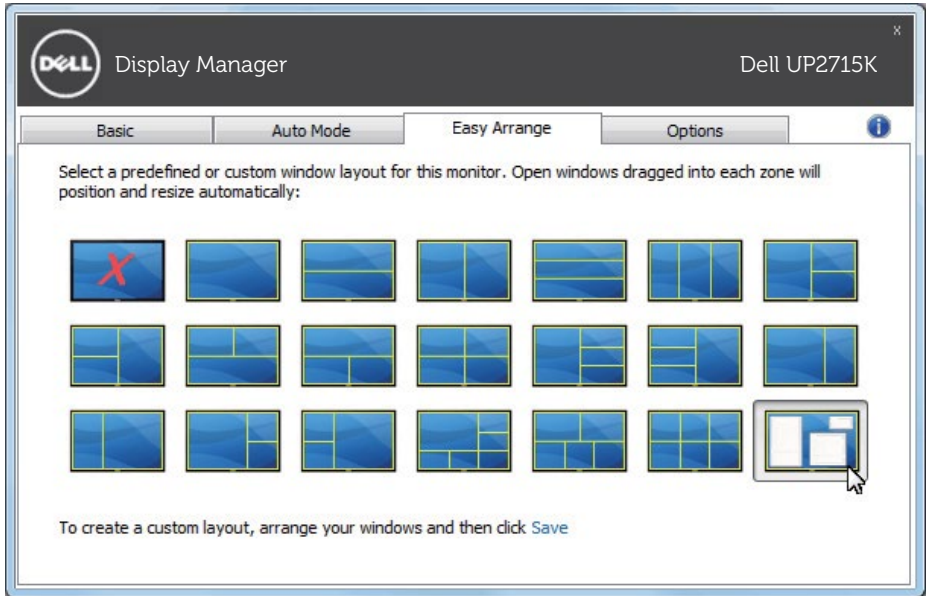 x
DELL
Display Manager
Dell UP2715K
Basic
Auto Mode
Easy Arrange
Options
i
Select a predefined or custom window layout for this monitor. Open windows dragged into each zone will
position and resize automatically:
X
To create a custom layout, arrange your windows and then click Save